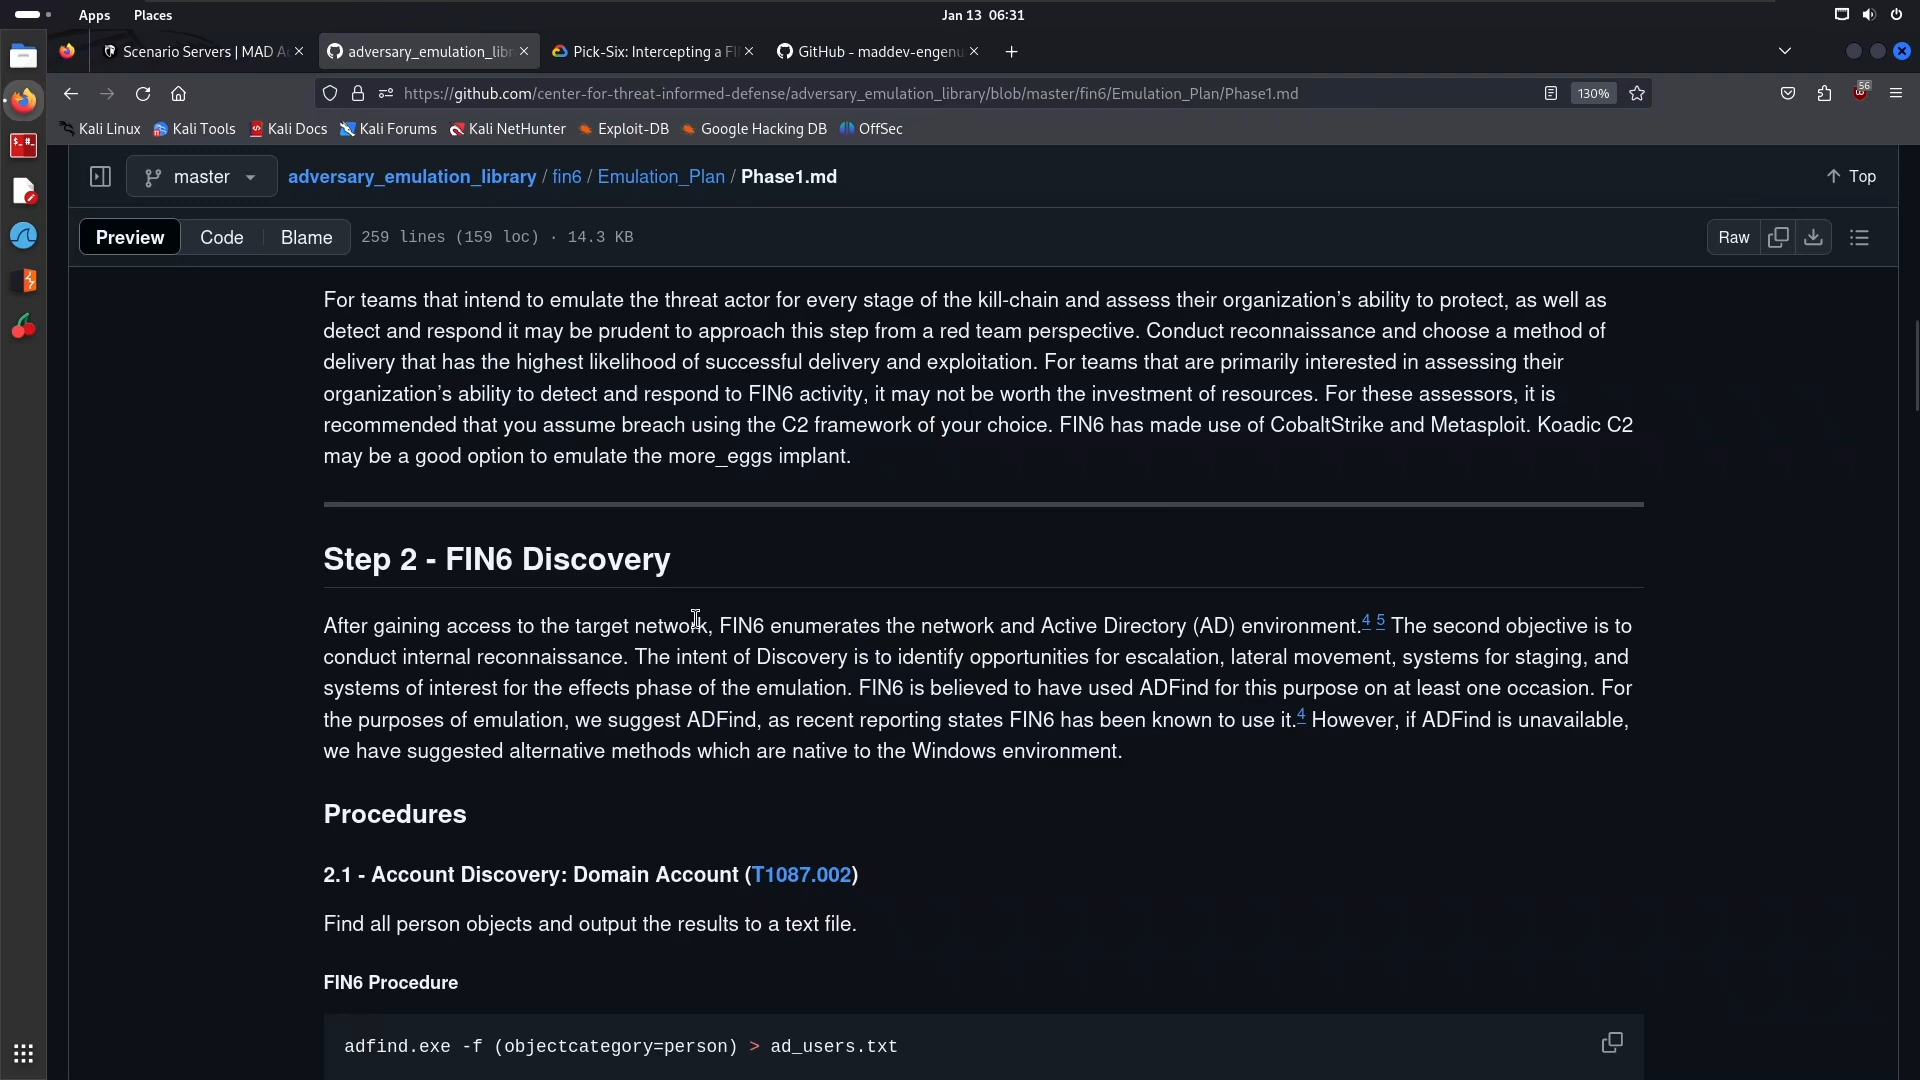 Apps Places
Jan 13 06:31
Scenario Servers | MAD A
adversary_emulation_libr
Pick-Six: Intercepting a FI
GitHub - maddev-engenu
https://github.com/center-for-threat-informed-defense/adversary_emulation_library/blob/master/fin6/Emulation_Plan/Phase1.md
130%
56
Kali Linux Kali Tools Kali Docs Kali Forums Kali NetHunter Exploit-DB Google Hacking DB OffSec
master adversary_emulation_library / fin6 / Emulation_Plan / Phase1.md
Top
Preview Code Blame 259 lines (159 loc) · 14.3 KB
Raw
For teams that intend to emulate the threat actor for every stage of the kill-chain and assess their organization’s ability to protect, as well as
detect and respond it may be prudent to approach this step from a red team perspective. Conduct reconnaissance and choose a method of
delivery that has the highest likelihood of successful delivery and exploitation. For teams that are primarily interested in assessing their
organization’s ability to detect and respond to FIN6 activity, it may not be worth the investment of resources. For these assessors, it is
recommended that you assume breach using the C2 framework of your choice. FIN6 has made use of CobaltStrike and Metasploit. Koadic C2
may be a good option to emulate the more_eggs implant.
Step 2 - FIN6 Discovery
After gaining access to the target network, FIN6 enumerates the network and Active Directory (AD) environment.4 5 The second objective is to
conduct internal reconnaissance. The intent of Discovery is to identify opportunities for escalation, lateral movement, systems for staging, and
systems of interest for the effects phase of the emulation. FIN6 is believed to have used ADFind for this purpose on at least one occasion. For
the purposes of emulation, we suggest ADFind, as recent reporting states FIN6 has been known to use it.4 However, if ADFind is unavailable,
we have suggested alternative methods which are native to the Windows environment.
Procedures
2.1 - Account Discovery: Domain Account (T1087.002)
Find all person objects and output the results to a text file.
FIN6 Procedure
adfind.exe -f (objectcategory=person) > ad_users.txt